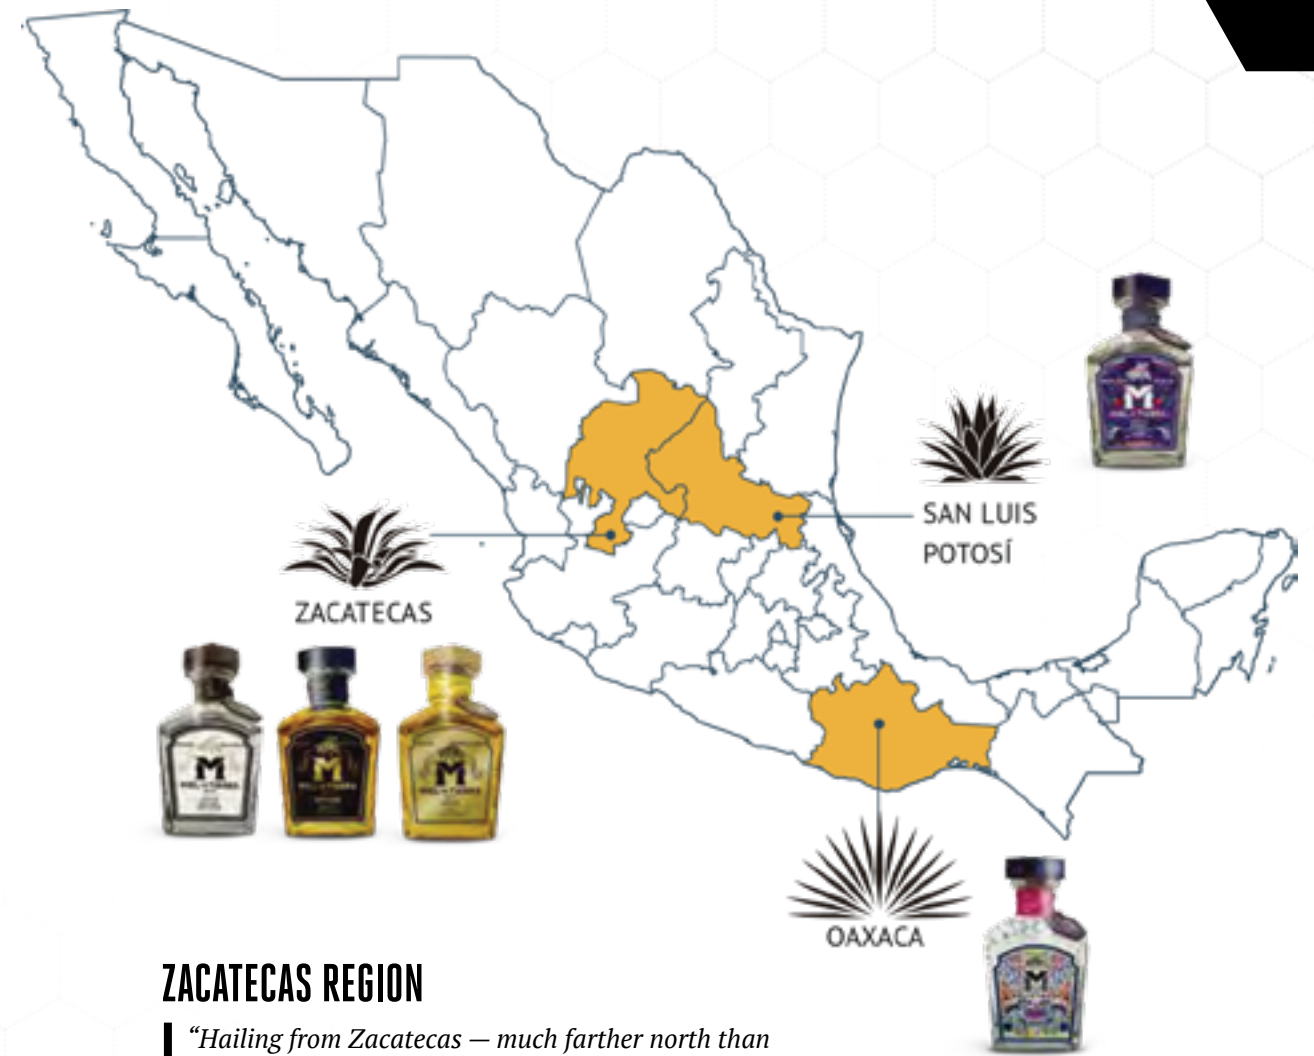 SAN LUIS
POTOSÍ
ZACATECAS
M
M
M
M
OAXACA
M
ZACATECAS REGION
“Hailing from Zacatecas — much farther north than